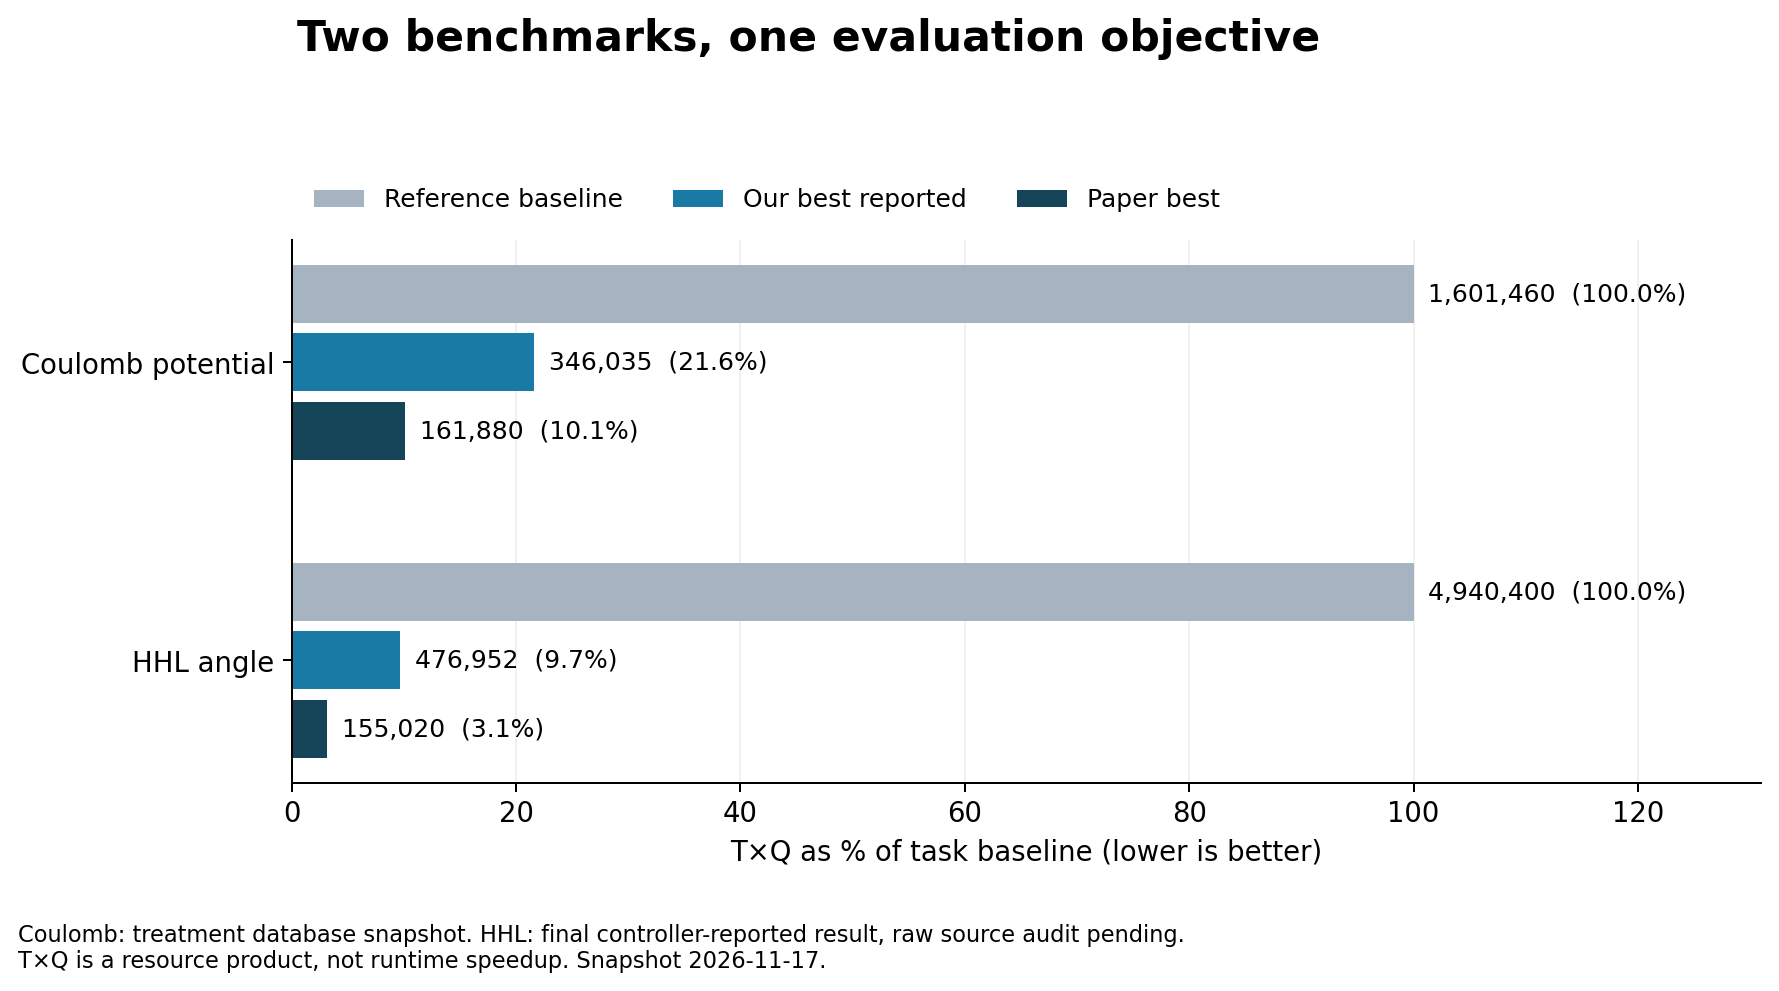 Two benchmarks, one evaluation objective
Reference baseline
Our best reported
Paper best
Coulomb potential
1,601,460 (100.0%)
346,035 (21.6%)
161,880 (10.1%)
HHL angle
4,940,400 (100.0%)
476,952 (9.7%)
155,020 (3.1%)
0 20 40 60 80 100 120
T×Q as % of task baseline (lower is better)
Coulomb: treatment database snapshot. HHL: final controller-reported result, raw source audit pending.
T×Q is a resource product, not runtime speedup. Snapshot 2026-11-17.